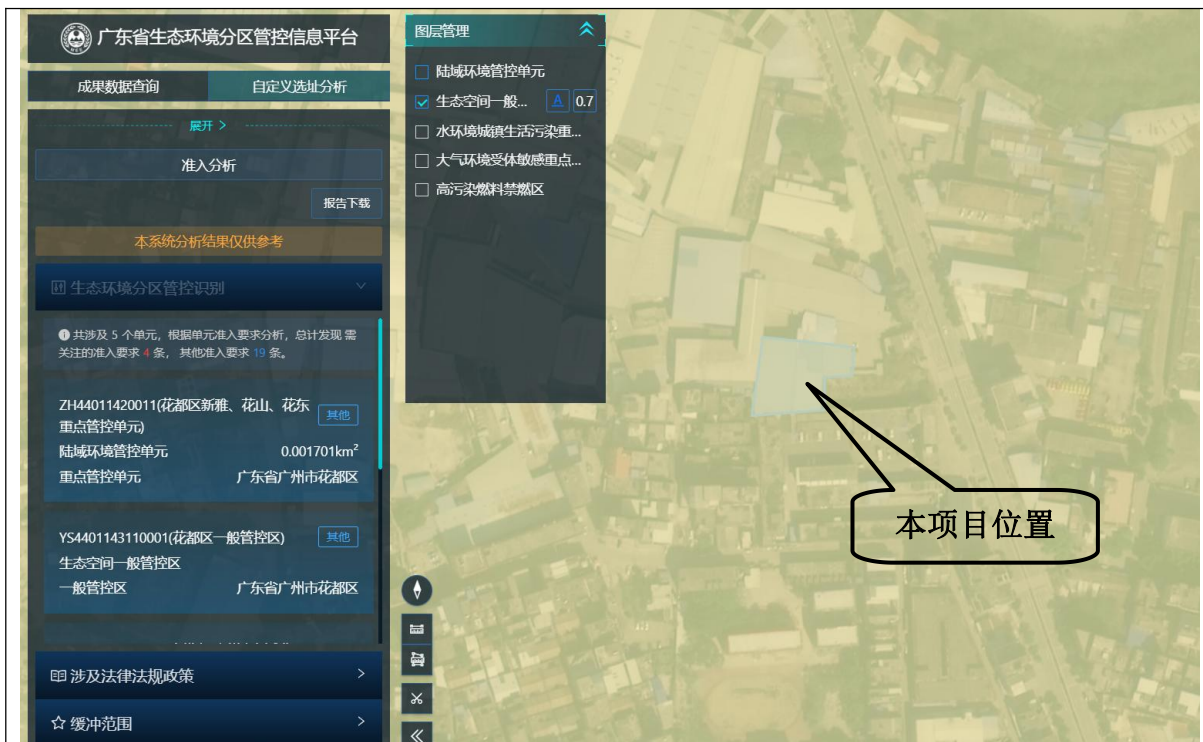 广东省生态环境分区管控信息平台
成果数据查询
自定义选址分析
展开 >
准入分析
报告下载
本系统分析结果仅供参考
生态环境分区管控识别
共涉及 5 个单元，根据单元准入要求分析，总计发现 需
关注的准入要求 4 条， 其他准入要求 19 条。
ZH44011420011(花都区新雅、花山、花东
重点管控单元)
其他
陆域环境管控单元 0.001701km²
重点管控单元 广东省广州市花都区
YS4401143110001(花都区一般管控区)
其他
生态空间一般管控区
一般管控区 广东省广州市花都区
涉及法律法规政策
缓冲范围
图层管理
陆域环境管控单元
生态空间一般... A 0.7
水环境城镇生活污染重...
大气环境受体敏感重点...
高污染燃料禁燃区
本项目位置